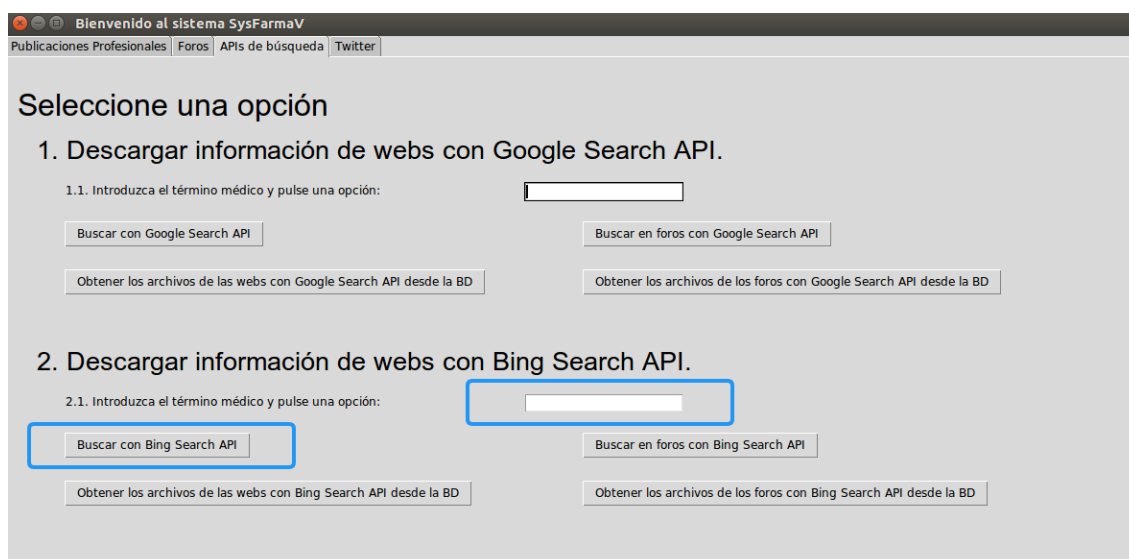 Bienvenido al sistema SysFarmaV
Publicaciones Profesionales Foros APIs de búsqueda Twitter
Seleccione una opción
1. Descargar información de webs con Google Search API.
1.1. Introduzca el término médico y pulse una opción:
Buscar con Google Search API Buscar en foros con Google Search API
Obtener los archivos de las webs con Google Search API desde la BD Obtener los archivos de los foros con Google Search API desde la BD
2. Descargar información de webs con Bing Search API.
2.1. Introduzca el término médico y pulse una opción:
Buscar con Bing Search API Buscar en foros con Bing Search API
Obtener los archivos de las webs con Bing Search API desde la BD Obtener los archivos de los foros con Bing Search API desde la BD